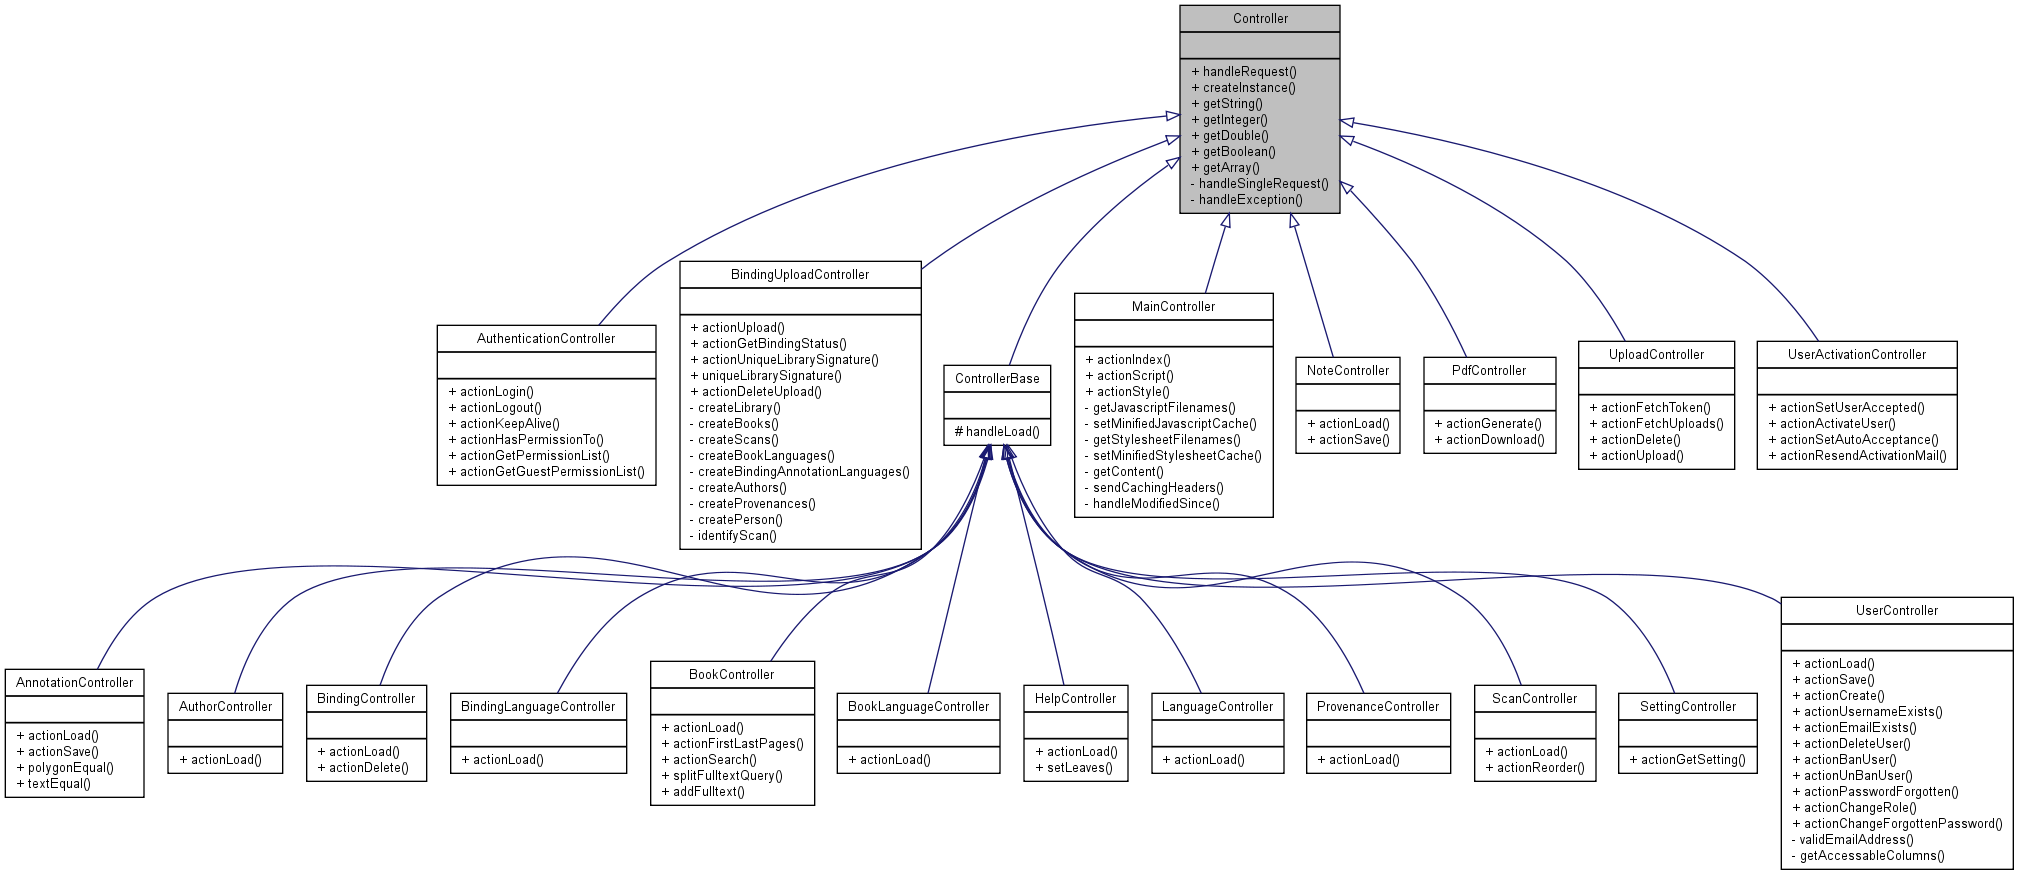 Controller
+ handleRequest()
+ createInstance()
+ getString()
+ getInteger()
+ getDouble()
+ getBoolean()
+ getArray()
- handleSingleRequest()
- handleException()
AuthenticationController
+ actionLogin()
+ actionLogout()
+ actionKeepAlive()
+ actionHasPermissionTo()
+ actionGetPermissionList()
+ actionGetGuestPermissionList()
BindingUploadController
+ actionUpload()
+ actionGetBindingStatus()
+ actionUniqueLibrarySignature()
+ uniqueLibrarySignature()
+ actionDeleteUpload()
- createLibrary()
- createBooks()
- createScans()
- createBookLanguages()
- createBindingAnnotationLanguages()
- createAuthors()
- createProvenances()
- createPerson()
- identifyScan()
ControllerBase
# handleLoad()
MainController
+ actionIndex()
+ actionScript()
+ actionStyle()
- getJavascriptFilenames()
- setMinifiedJavascriptCache()
- getStylesheetFilenames()
- setMinifiedStylesheetCache()
- getContent()
- sendCachingHeaders()
- handleModifiedSince()
NoteController
+ actionLoad()
+ actionSave()
PdfController
+ actionGenerate()
+ actionDownload()
UploadController
+ actionFetchToken()
+ actionFetchUploads()
+ actionDelete()
+ actionUpload()
UserActivationController
+ actionSetUserAccepted()
+ actionActivateUser()
+ actionSetAutoAcceptance()
+ actionResendActivationMail()
AnnotationController
+ actionLoad()
+ actionSave()
+ polygonEqual()
+ textEqual()
AuthorController
+ actionLoad()
BindingController
+ actionLoad()
+ actionDelete()
BindingLanguageController
+ actionLoad()
BookController
+ actionLoad()
+ actionFirstLastPages()
+ actionSearch()
+ splitFulltextQuery()
+ addFulltext()
BookLanguageController
+ actionLoad()
HelpController
+ actionLoad()
+ setLeaves()
LanguageController
+ actionLoad()
ProvenanceController
+ actionLoad()
ScanController
+ actionLoad()
+ actionReorder()
SettingController
+ actionGetSetting()
UserController
+ actionLoad()
+ actionSave()
+ actionCreate()
+ actionUsernameExists()
+ actionEmailExists()
+ actionDeleteUser()
+ actionBanUser()
+ actionUnBanUser()
+ actionPasswordForgotten()
+ actionChangeRole()
+ actionChangeForgottenPassword()
- validEmailAddress()
- getAccessableColumns()